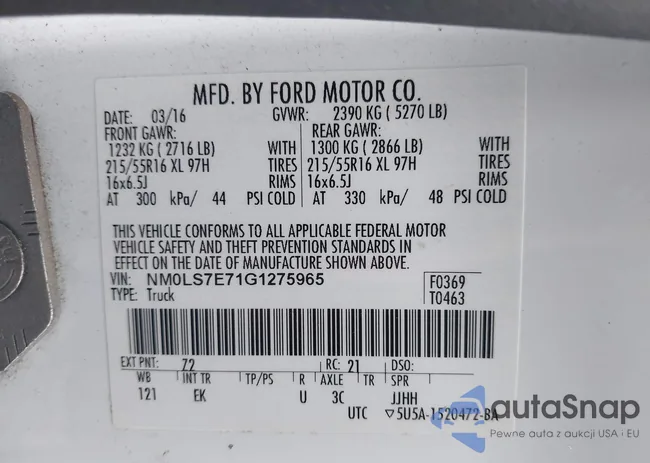 MFD. BY FORD MOTOR CO.
DATE: 03/16 GVWR: 2390 KG ( 5270 LB)
FRONT GAWR: REAR GAWR:
1232 KG ( 2716 LB) WITH 1300 KG ( 2866 LB) WITH
215/55R16 XL 97H TIRES 215/55R16 XL 97H TIRES
16x6.5J RIMS 16x6.5J RIMS
AT 300 kPa/ 44 PSI COLD AT 330 kPa/ 48 PSI COLD
THIS VEHICLE CONFORMS TO ALL APPLICABLE FEDERAL MOTOR
VEHICLE SAFETY AND THEFT PREVENTION STANDARDS IN
EFFECT ON THE DATE OF MANUFACTURE SHOWN ABOVE.
VIN: NM0LS7E71G1275965 F0369
TYPE: Truck T0463
EXT PNT: Z2 RC: 21 DSO:
WB INT TR TP/PS R AXLE TR SPR
121 EK U 3C JJHH
UTC ▽5U5A-1520472-BA
autaSnap
Pewne auta z aukcji USA i EU